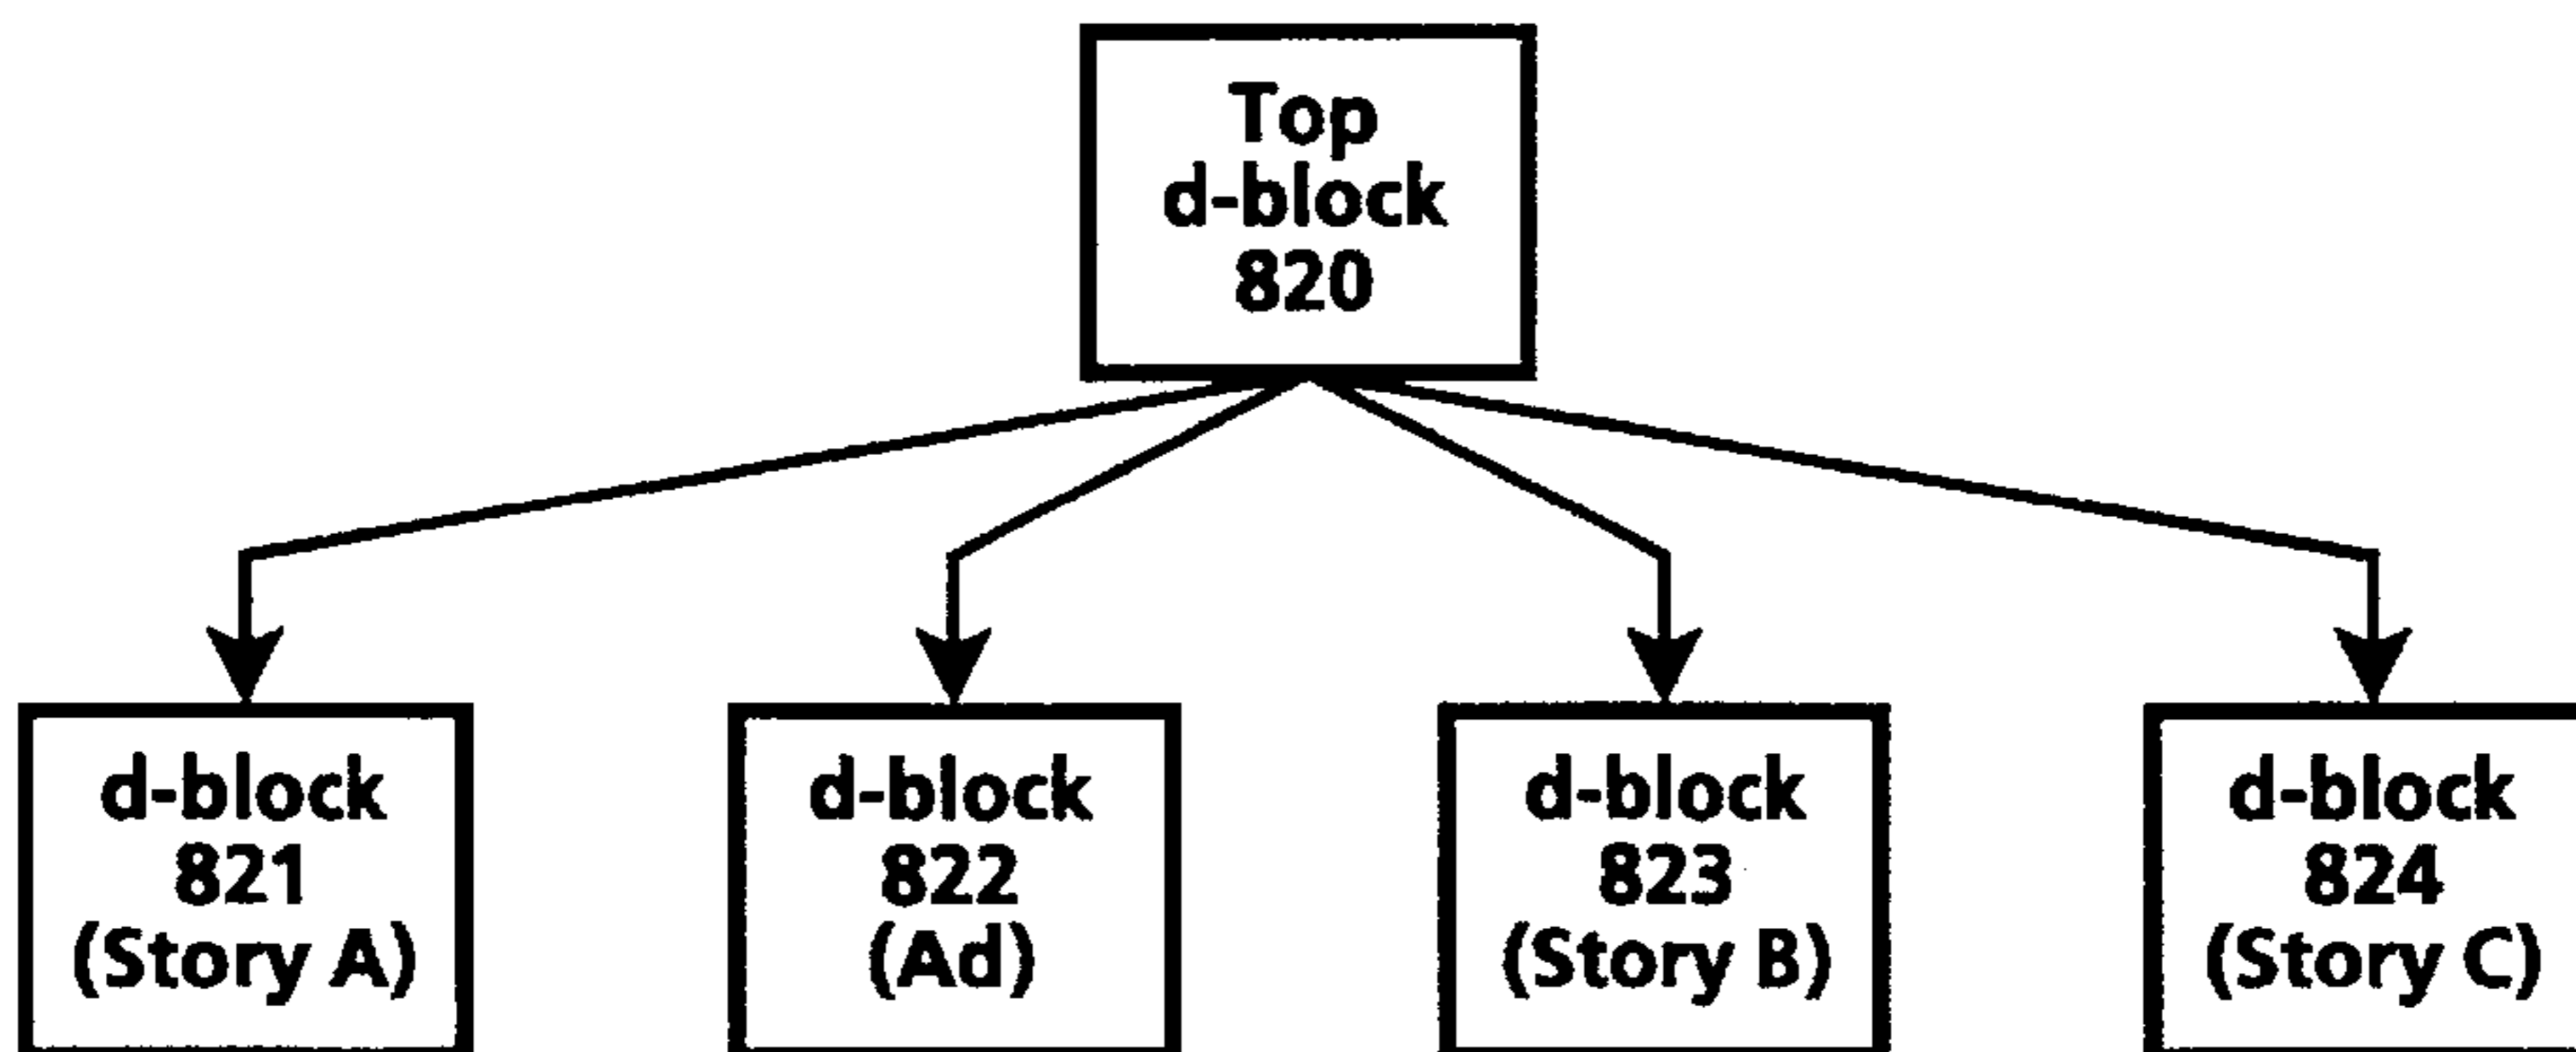 Top
d-block
820
d-block
821
(Story A)
d-block
822
(Ad)
d-block
823
(Story B)
d-block
824
(Story C)